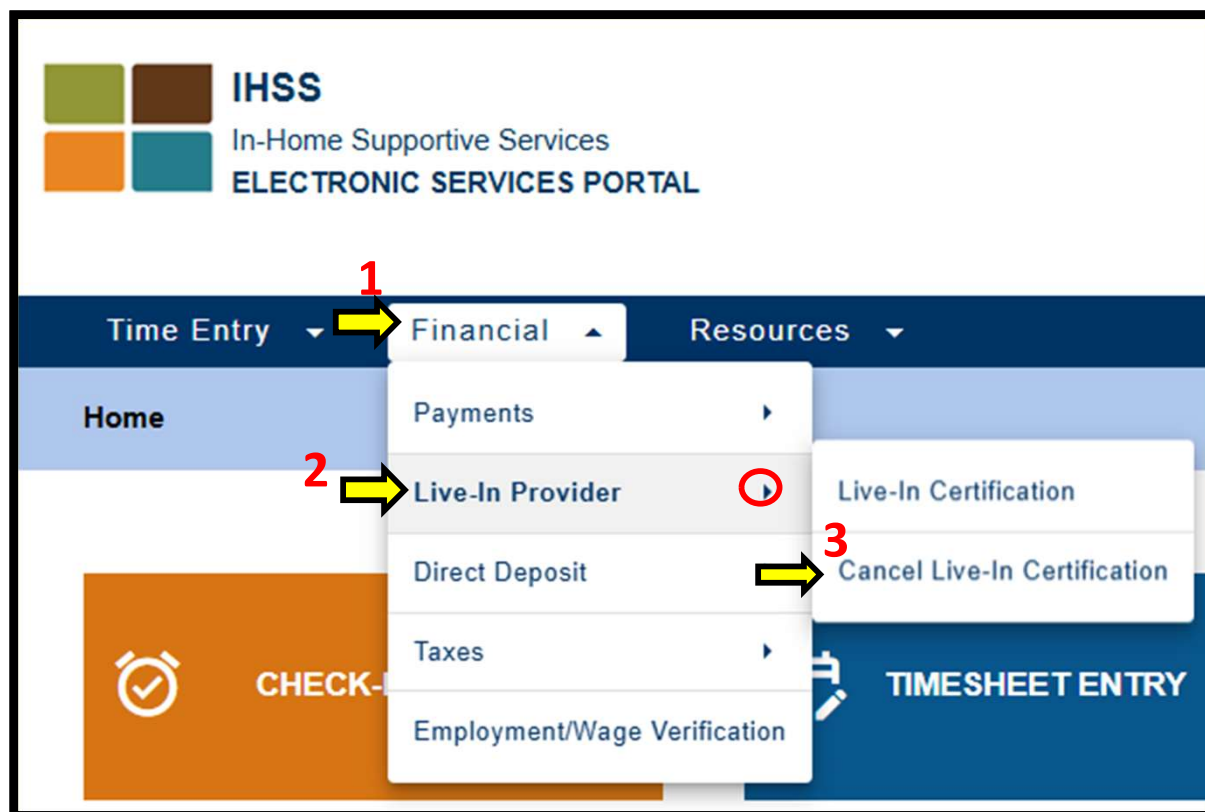 IHSS
In-Home Supportive Services
ELECTRONIC SERVICES PORTAL
1
Time Entry
Financial
Resources
Home
Payments
2
Live-In Provider
Live-In Certification
3
Direct Deposit
Cancel Live-In Certification
Taxes
CHECK-
TIMESHEET ENTRY
Employment/Wage Verification